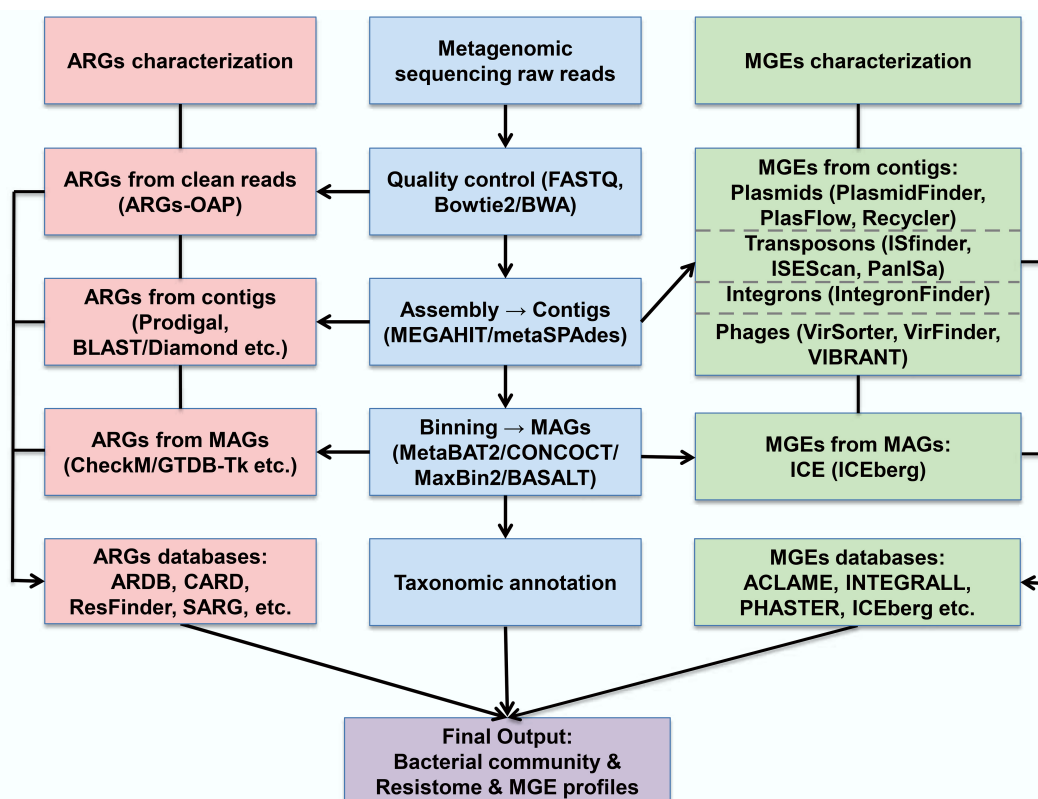 ARGs characterization
Metagenomic
sequencing raw reads
MGEs characterization
ARGs from clean reads
(ARGs-OAP)
Quality control (FASTQ,
Bowtie2/BWA)
MGEs from contigs:
Plasmids (PlasmidFinder,
PlasFlow, Recycler)
Transposons (ISfinder,
ISEScan, PanISa)
Integrons (IntegronFinder)
Phages (VirSorter, VirFinder,
VIBRANT)
ARGs from contigs
(Prodigal,
BLAST/Diamond etc.)
Assembly → Contigs
(MEGAHIT/metaSPAdes)
ARGs from MAGs
(CheckM/GTDB-Tk etc.)
Binning → MAGs
(MetaBAT2/CONCOCT/
MaxBin2/BASALT)
MGEs from MAGs:
ICE (ICEberg)
ARGs databases:
ARDB, CARD,
ResFinder, SARG, etc.
Taxonomic annotation
MGEs databases:
ACLAME, INTEGRALL,
PHASTER, ICEberg etc.
Final Output:
Bacterial community &
Resistome & MGE profiles